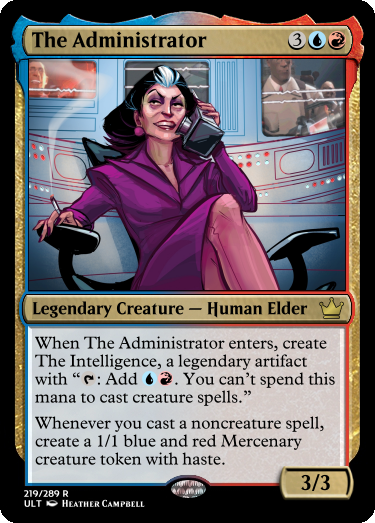 The Administrator 3
Legendary Creature — Human Elder
When The Administrator enters, create
The Intelligence, a legendary artifact
with “: Add . You can’t spend this
mana to cast creature spells.”
Whenever you cast a noncreature spell,
create a 1/1 blue and red Mercenary
creature token with haste.
3/3
219/289 R
ULT HEATHER CAMPBELL